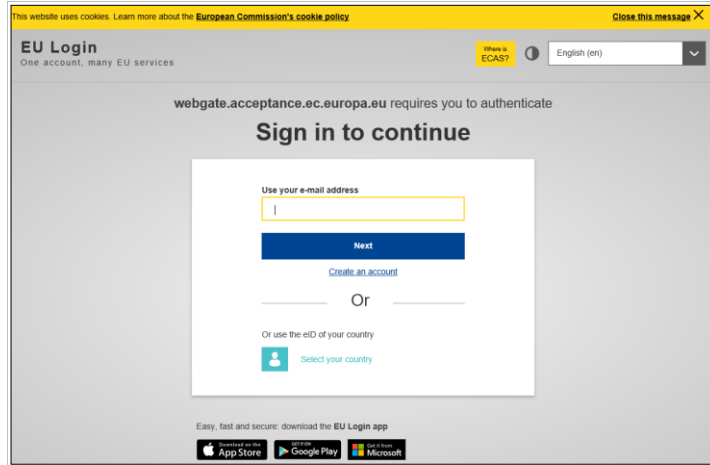 This website uses cookies. Learn more about the European Commission's cookie policy
Close this message
EU Login
One account, many EU services
Where is
ECAS?
English (en)
webgate.acceptance.ec.europa.eu requires you to authenticate
Sign in to continue
Use your e-mail address
Next
Create an account
Or
Or use the eID of your country
Select your country
Easy, fast and secure: download the EU Login app
Download on the
App Store
GET IT ON
Google Play
Get it from
Microsoft